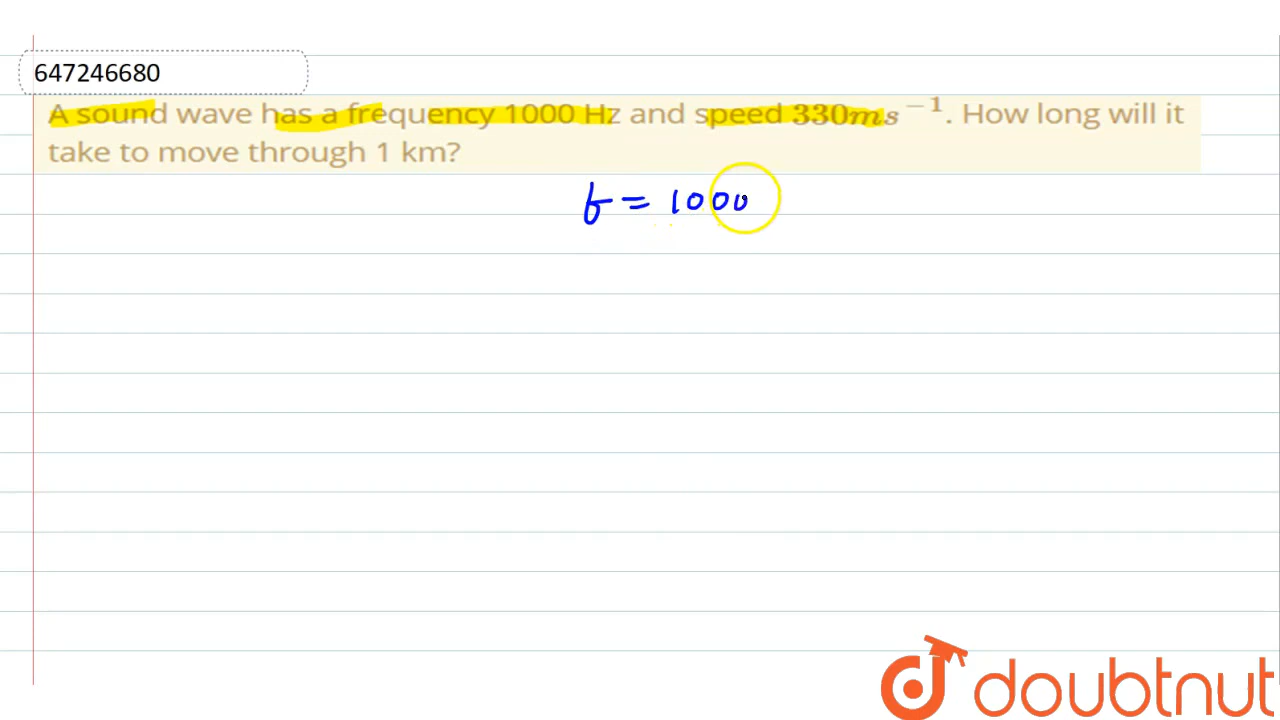 647246680
A sound wave has a frequency 1000 Hz and speed 330ms⁻¹. How long will it
take to move through 1 km?
f = 1000
doubtnut